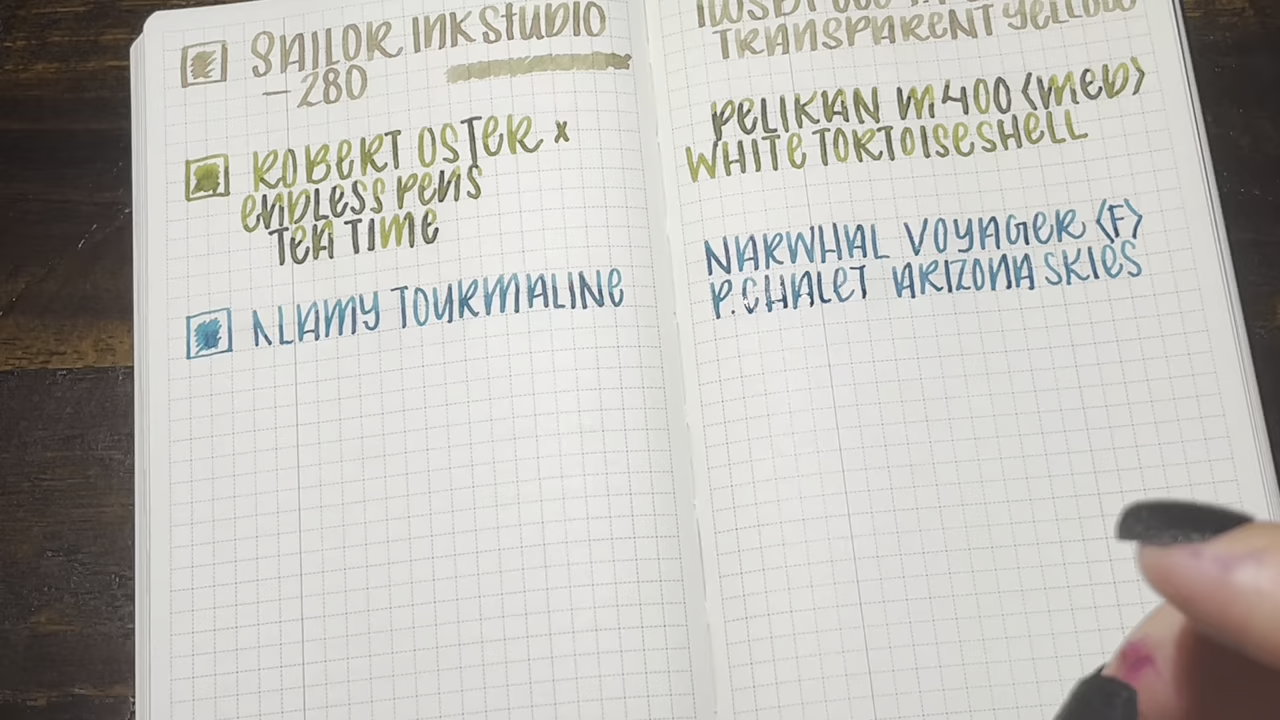 SAILOR INK STUDIO
-280
ROBERT OSTER x
ENDLESS PENS
TEA TIME
LAMY TOURMALINE
TRANSPARENT YELLOW
PELIKAN M400 <MED>
WHITE TORTOISESHELL
NARWHAL VOYAGER <F>
P. CHALET ARIZONA SKIES